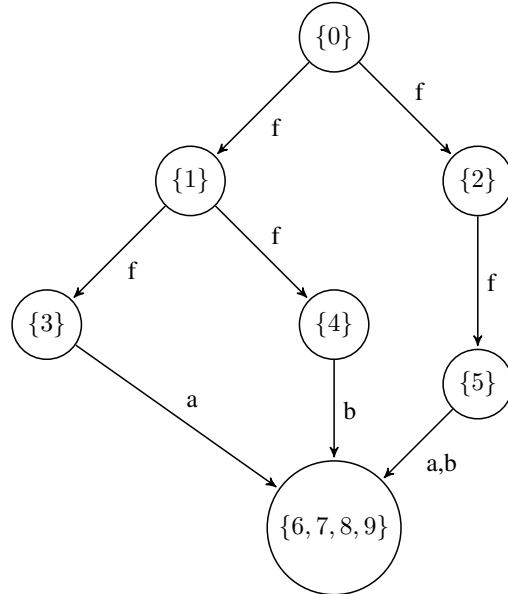 {0}
f
f
{1}
{2}
f
f
f
{3}
{4}
{5}
a
b
a,b
{6, 7, 8, 9}